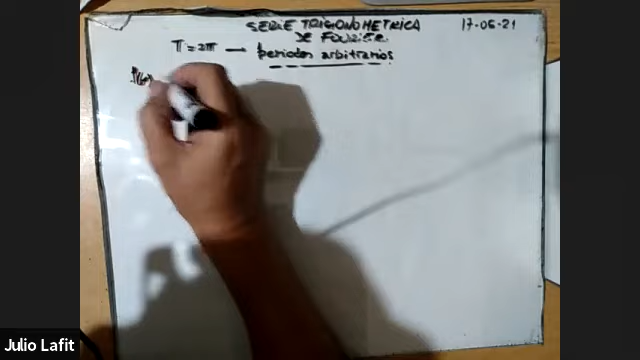 SERIE TRIGONOMETRICA 17-06-21
DE FOURIER
T = 2π → periodos arbitrarios
Julio Lafit